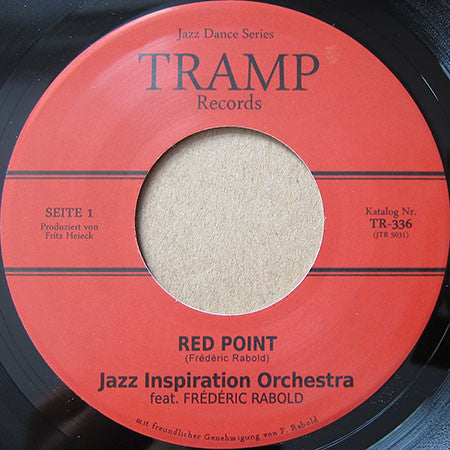 Jazz Dance Series
TRAMP
Records
SEITE 1
Produziert von
Fritz Heieck
Katalog Nr.
TR-336
(JTR 5031)
RED POINT
(Frédéric Rabold)
Jazz Inspiration Orchestra
feat. FRÉDÉRIC RABOLD
mit freundlicher Genehmigung von F. Rabold